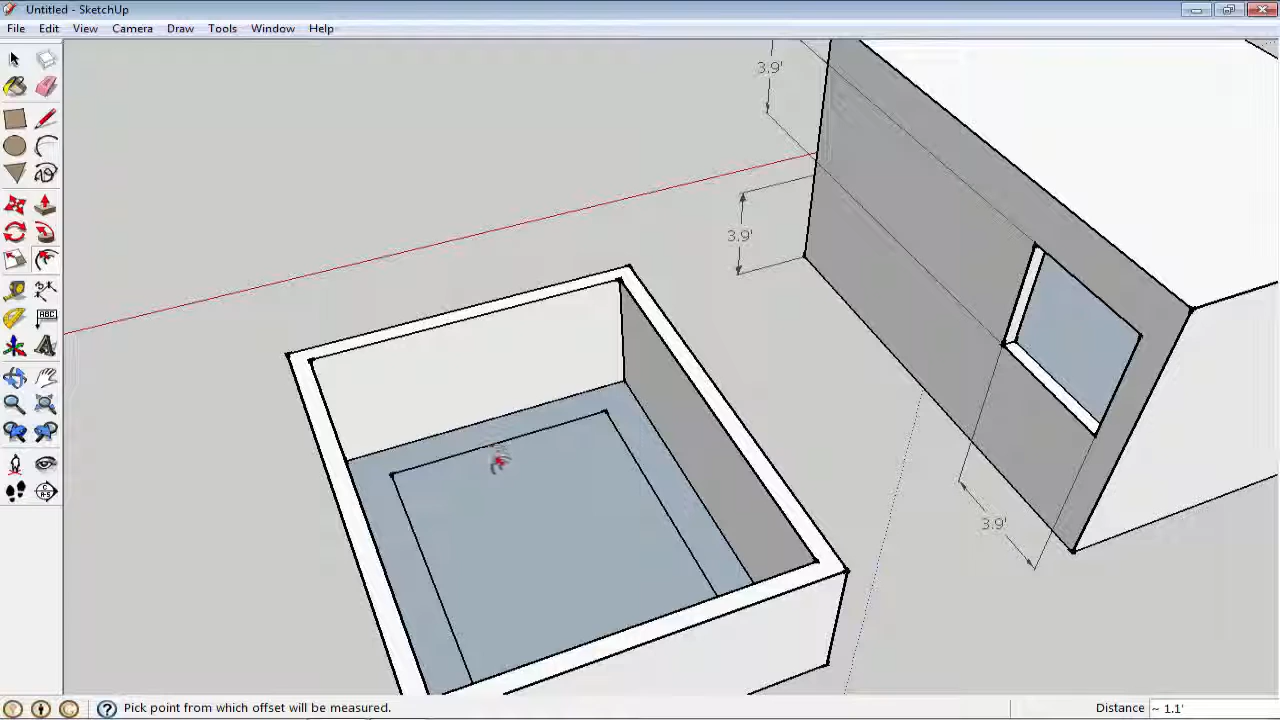 Untitled - SketchUp
File Edit View Camera Draw Tools Window Help
3.9'
3.9'
ABC
3.9'
Pick point from which offset will be measured.
Distance ~ 1.1'